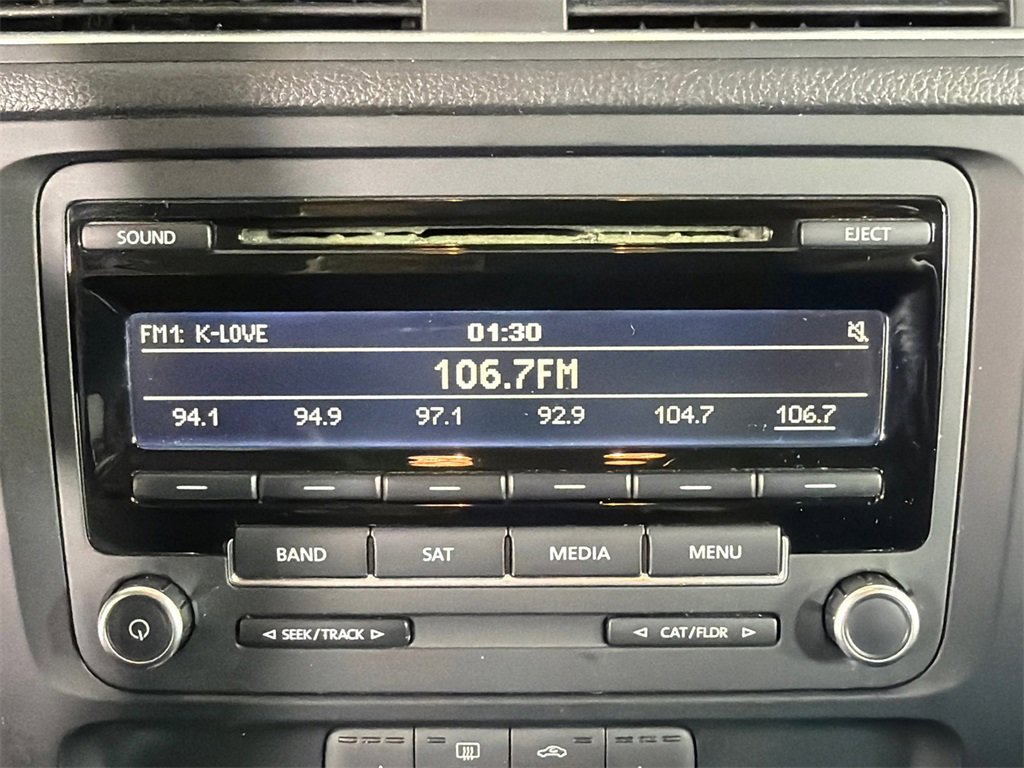 SOUND EJECT
FM1: K-LOVE 01:30
106.7FM
94.1 94.9 97.1 92.9 104.7 106.7
BAND SAT MEDIA MENU
SEEK/TRACK CAT/FLDR